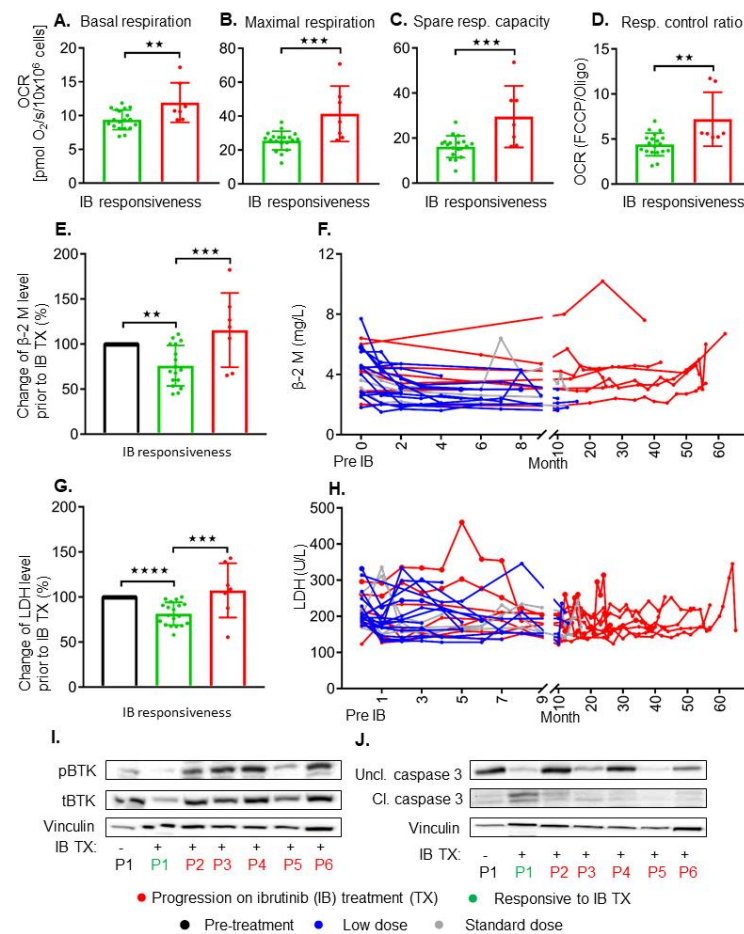 A. Basal respiration
B. Maximal respiration
C. Spare resp. capacity
D. Resp. control ratio
OCR
[pmol O₂/s/10x10⁶ cells]
20
15
10
5
0
★★
IB responsiveness
80
60
40
20
0
★★★
IB responsiveness
60
40
20
0
★★★
IB responsiveness
OCR (FCCP/Oligo)
15
10
5
0
★★
IB responsiveness
E.
Change of β-2 M level
prior to IB TX (%)
200
150
100
50
0
★★
★★★
IB responsiveness
F.
β-2 M (mg/L)
12
8
4
0
0
2
4
6
8
10
20
30
40
50
60
Pre IB
Month
G.
Change of LDH level
prior to IB TX (%)
200
150
100
50
0
★★★★
★★★
IB responsiveness
H.
LDH (U/L)
500
400
300
200
100
1
3
5
7
9
10
20
30
40
50
60
Pre IB
Month
I.
pBTK
tBTK
Vinculin
IB TX: - + + + + + +
P1 P1 P2 P3 P4 P5 P6
J.
Uncl. caspase 3
Cl. caspase 3
Vinculin
IB TX: - + + + + + +
P1 P1 P2 P3 P4 P5 P6
Progression on ibrutinib (IB) treatment (TX)
Responsive to IB TX
Pre-treatment
Low dose
Standard dose